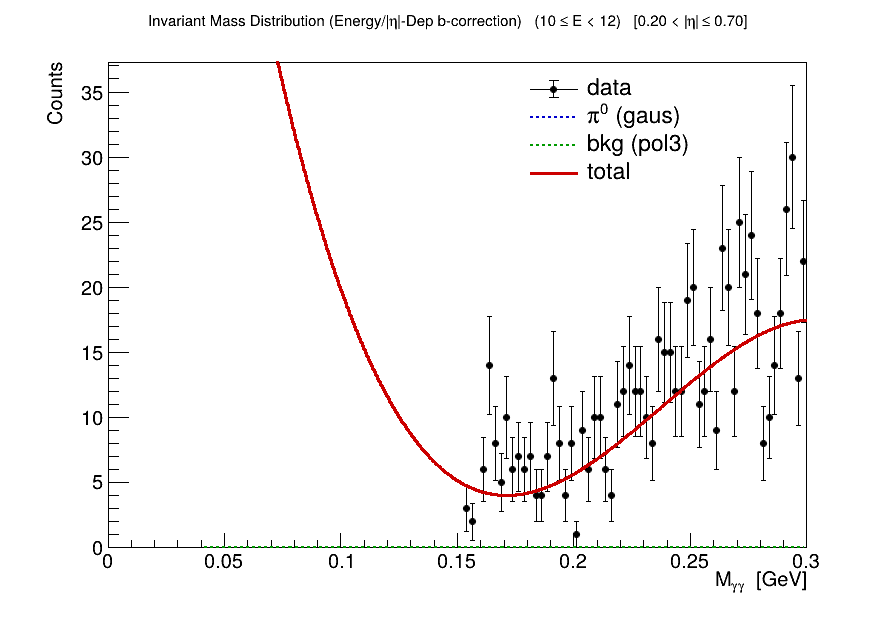 Invariant Mass Distribution (Energy/|η|-Dep b-correction) (10 ≤ E < 12) [0.20 < |η| ≤ 0.70]
Counts
data
π⁰ (gaus)
bkg (pol3)
total
35
30
25
20
15
10
5
0
0 0.05 0.1 0.15 0.2 0.25 0.3
Mγγ [GeV]